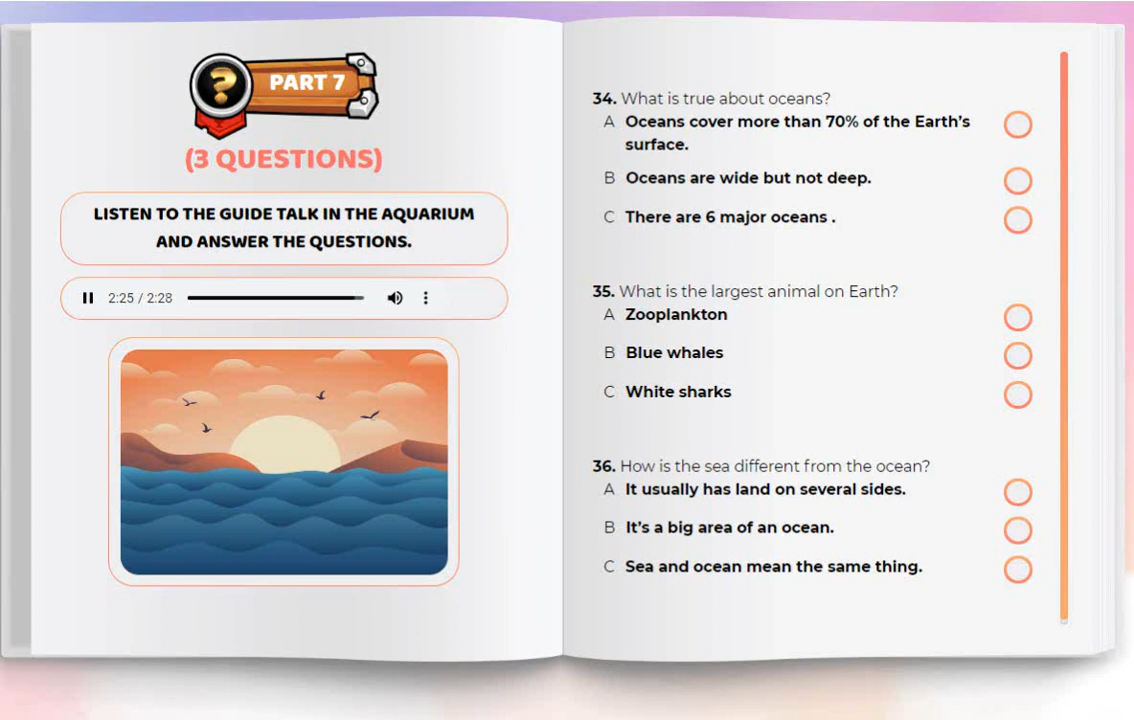 PART 7
(3 QUESTIONS)
LISTEN TO THE GUIDE TALK IN THE AQUARIUM
AND ANSWER THE QUESTIONS.
2:25 / 2:28
34. What is true about oceans?
A Oceans cover more than 70% of the Earth's
surface.
B Oceans are wide but not deep.
C There are 6 major oceans .
35. What is the largest animal on Earth?
A Zooplankton
B Blue whales
C White sharks
36. How is the sea different from the ocean?
A It usually has land on several sides.
B It's a big area of an ocean.
C Sea and ocean mean the same thing.